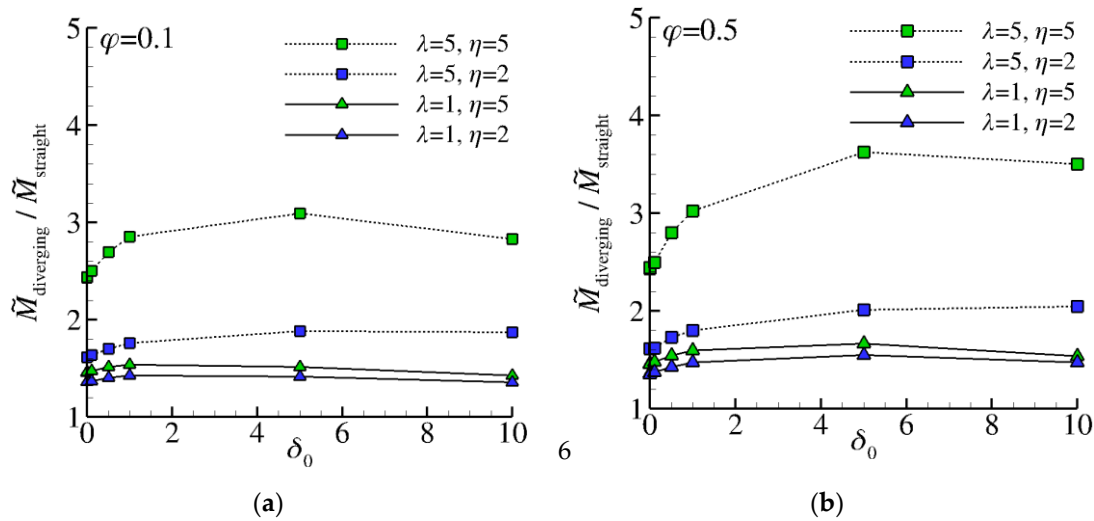 φ=0.1
λ=5, η=5
λ=5, η=2
λ=1, η=5
λ=1, η=2
M̃diverging / M̃straight
5
4
3
2
1
0 2 4 6 8 10
δ0
(a)
6
φ=0.5
λ=5, η=5
λ=5, η=2
λ=1, η=5
λ=1, η=2
M̃diverging / M̃straight
5
4
3
2
1
0 2 4 6 8 10
δ0
(b)